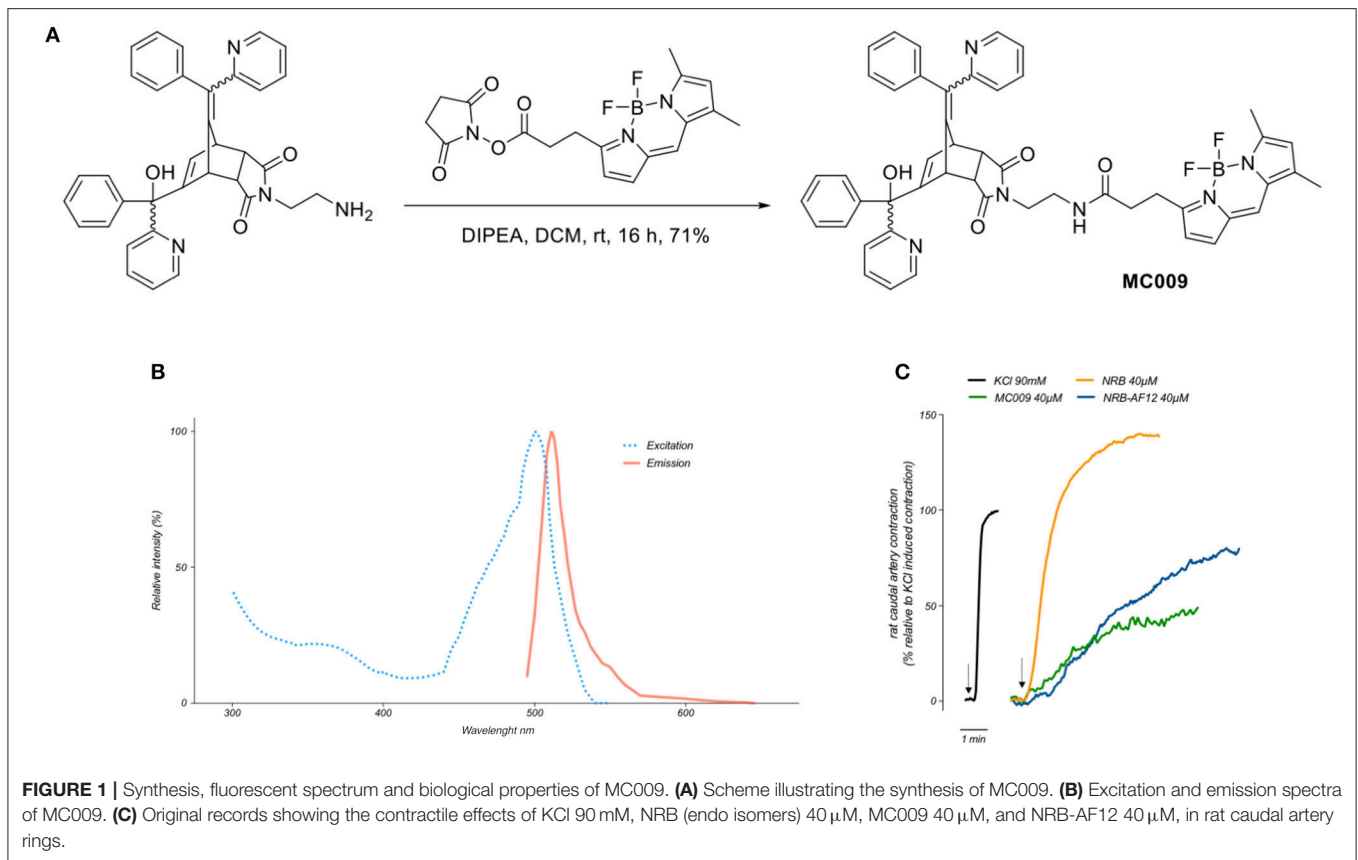 A
N
OH
N
O
N
O
NH2
O
N
O
O
O
F
F
B
N
N
DIPEA, DCM, rt, 16 h, 71%
N
OH
N
O
N
O
N
H
O
F
F
B
N
N
MC009
B
100
50
0
300
400
500
600
Relative intensity (%)
Wavelenght nm
Excitation
Emission
C
KCl 90mM
NRB 40µM
MC009 40µM
NRB-AF12 40µM
150
100
50
0
rat caudal artery contraction
(% relative to KCl induced contraction)
1 min
FIGURE 1 | Synthesis, fluorescent spectrum and biological properties of MC009. (A) Scheme illustrating the synthesis of MC009. (B) Excitation and emission spectra
of MC009. (C) Original records showing the contractile effects of KCl 90 mM, NRB (endo isomers) 40 µM, MC009 40 µM, and NRB-AF12 40 µM, in rat caudal artery
rings.